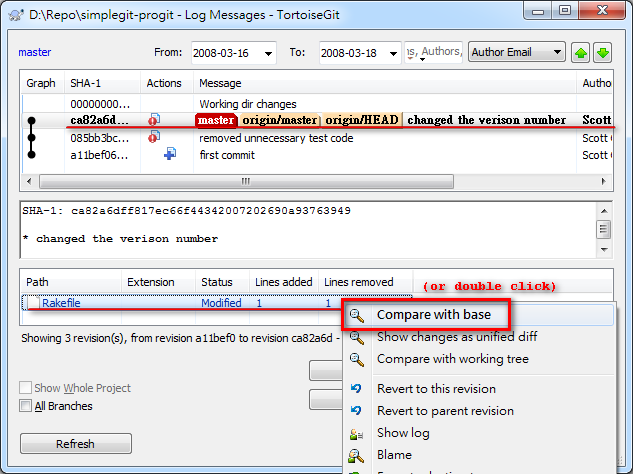 D:\Repo\simplegit-progit - Log Messages - TortoiseGit
master From: 2008-03-16 To: 2008-03-18 Authors, Author Email
Graph SHA-1 Actions Message Autho
00000000... Working dir changes
ca82a6d... master origin/master origin/HEAD changed the verison number Scott
085bb3bc... removed unnecessary test code Scott
a11bef06... first commit Scott
SHA-1: ca82a6dff817ec66f44342007202690a93763949
* changed the verison number
Path Extension Status Lines added Lines removed (or double click)
Rakefile Modified 1 1
Compare with base
Showing 3 revision(s), from revision a11bef0 to revision ca82a6d -
Show changes as unified diff
Compare with working tree
Show Whole Project
Revert to this revision
All Branches
Revert to parent revision
Show log
Refresh
Blame